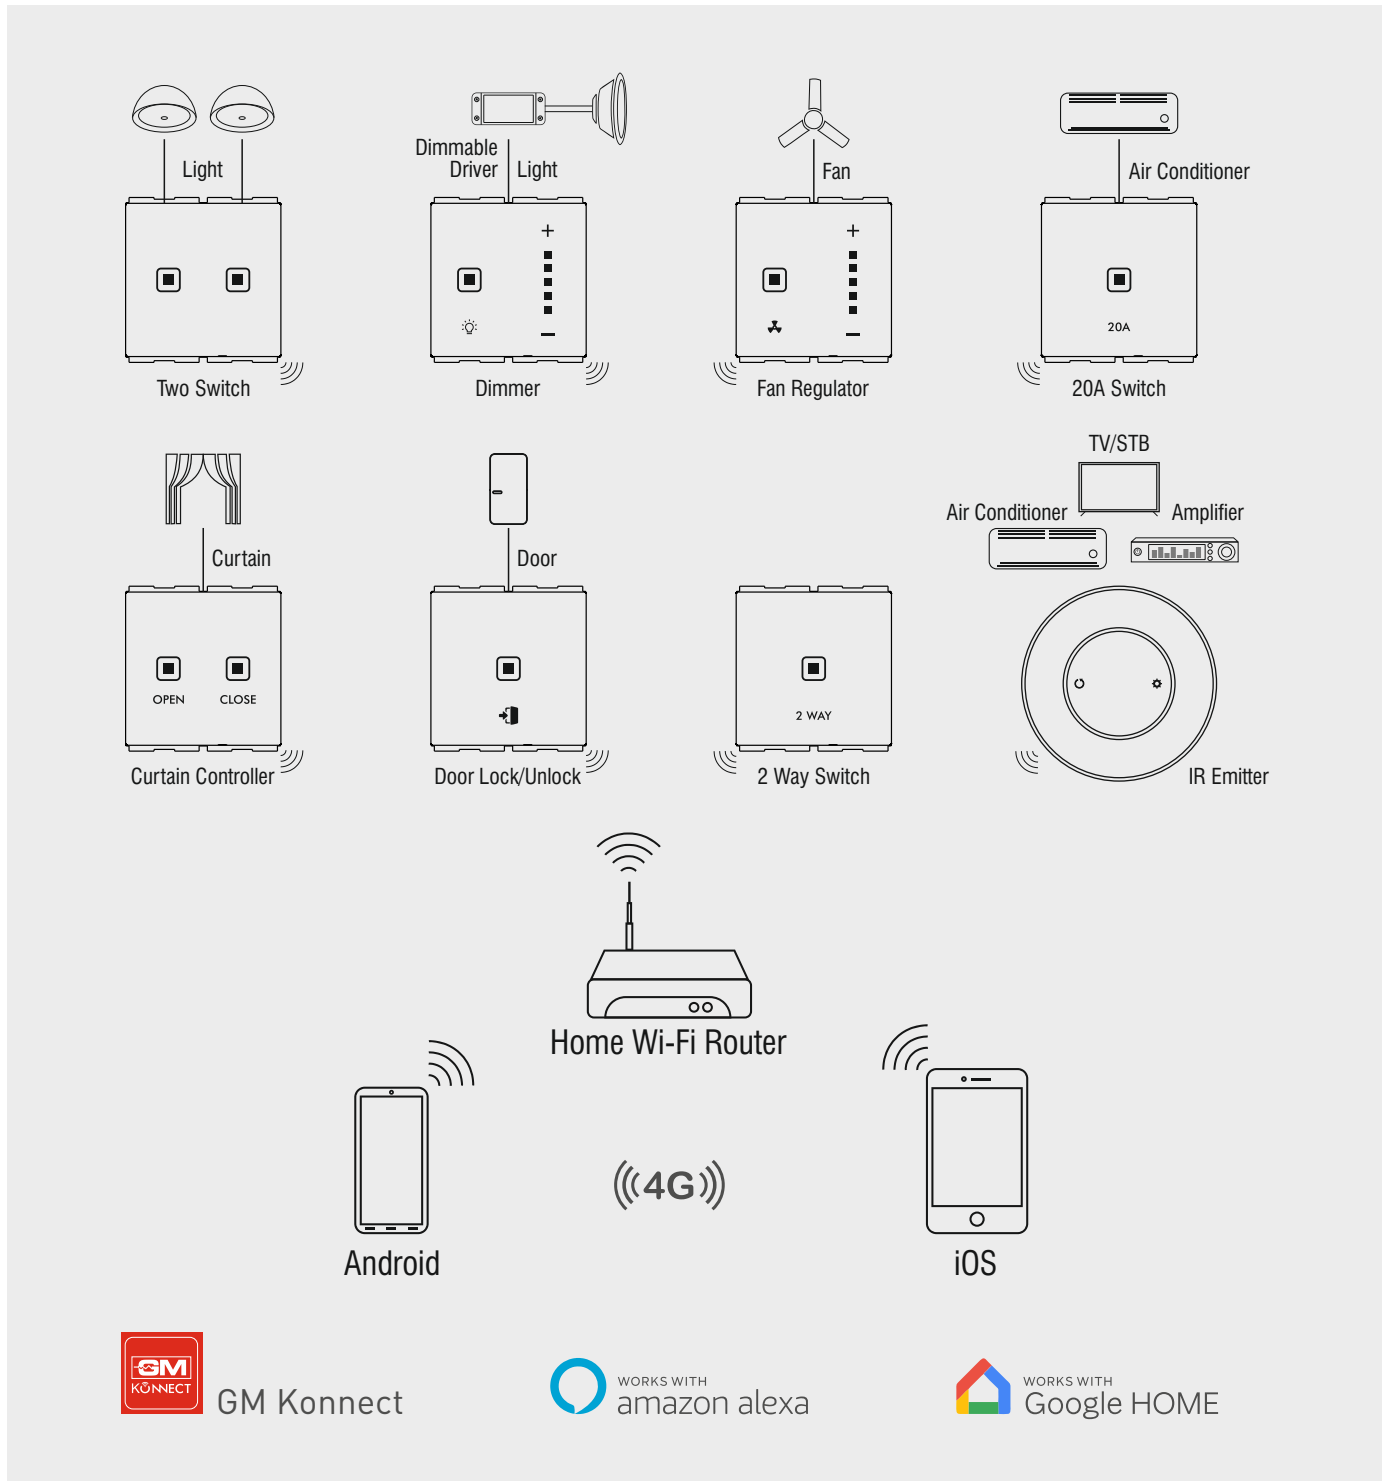 Light
Dimmable
Driver
Light
Fan
Air Conditioner
20A
Two Switch
Dimmer
Fan Regulator
20A Switch
TV/STB
Air Conditioner
Amplifier
Curtain
Door
OPEN
CLOSE
2 WAY
Curtain Controller
Door Lock/Unlock
2 Way Switch
IR Emitter
Home Wi-Fi Router
4G
Android
iOS
GM
KONNECT
GM Konnect
WORKS WITH
amazon alexa
WORKS WITH
Google HOME